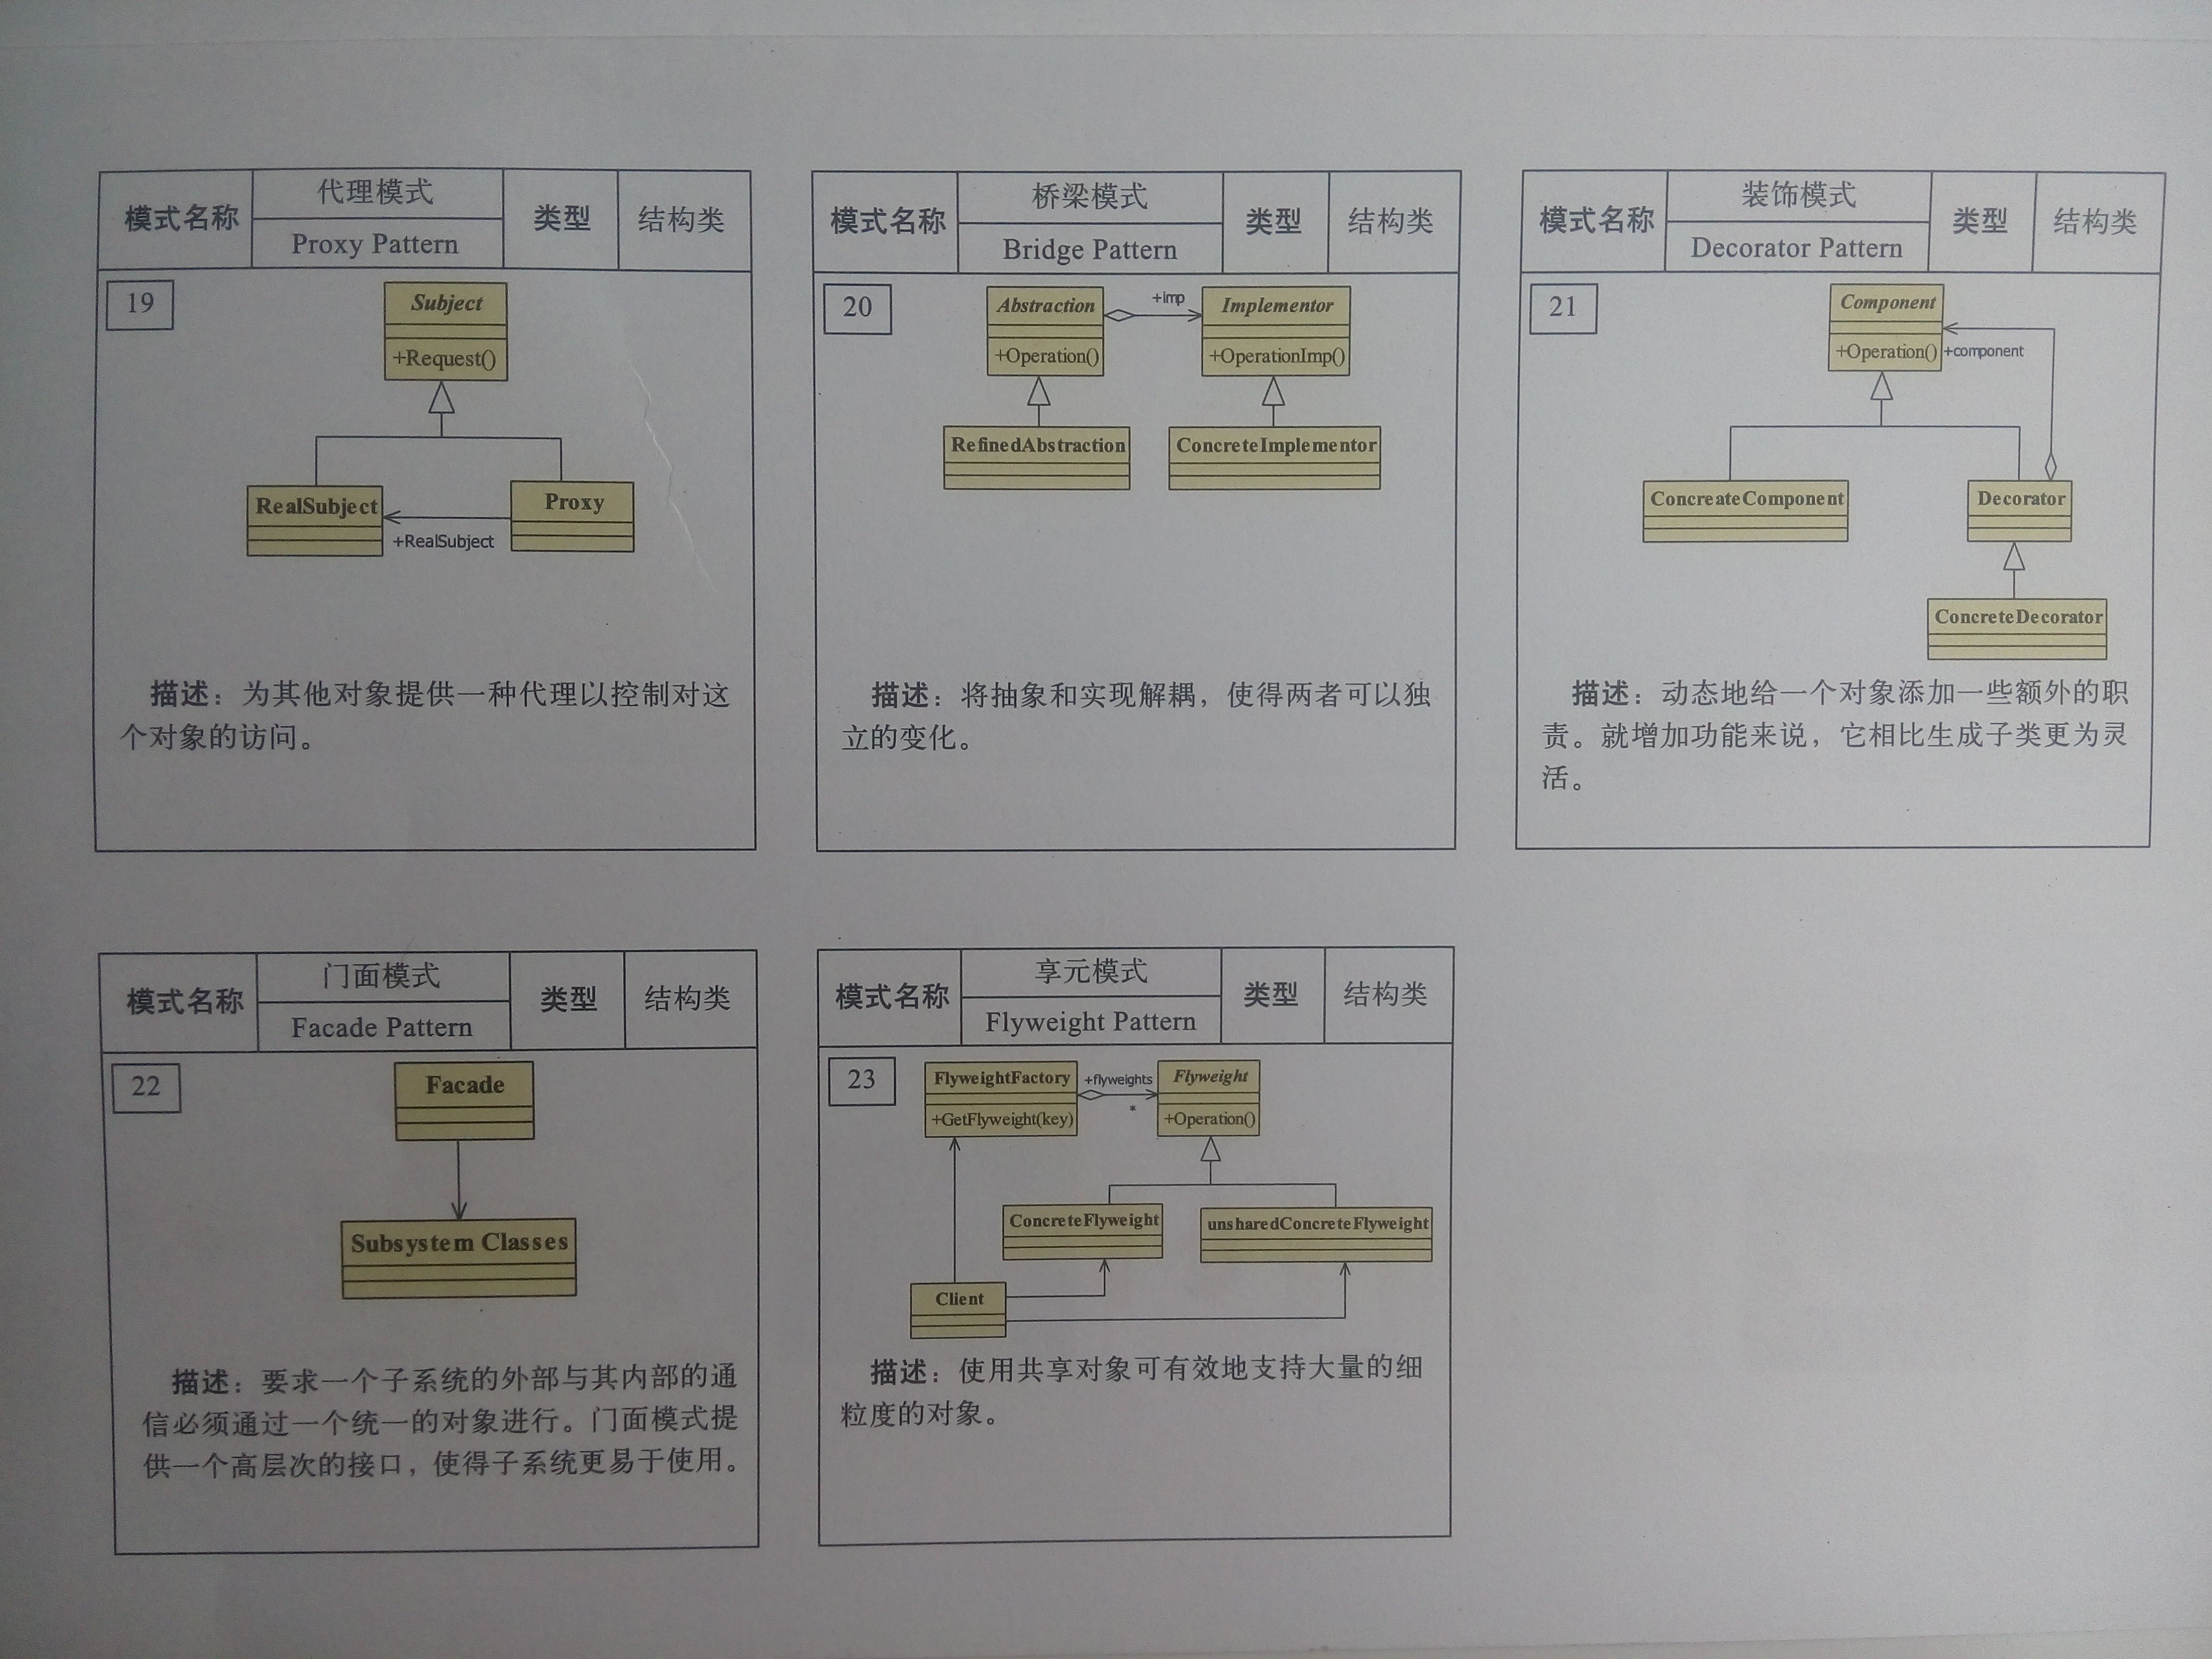 模式名称
代理模式
Proxy Pattern
类型
结构类
19
Subject
+Request()
RealSubject
Proxy
+RealSubject
描述：为其他对象提供一种代理以控制对这
个对象的访问。
模式名称
桥梁模式
Bridge Pattern
类型
结构类
20
Abstraction
+Operation()
+imp
Implementor
+OperationImp()
RefinedAbstraction
ConcreteImplementor
描述：将抽象和实现解耦，使得两者可以独
立的变化。
模式名称
装饰模式
Decorator Pattern
类型
结构类
21
Component
+Operation()
+component
ConcreateComponent
Decorator
ConcreteDecorator
描述：动态地给一个对象添加一些额外的职
责。就增加功能来说，它相比生成子类更为灵
活。
模式名称
门面模式
Facade Pattern
类型
结构类
22
Facade
Subsystem Classes
描述：要求一个子系统的外部与其内部的通
信必须通过一个统一的对象进行。门面模式提
供一个高层次的接口，使得子系统更易于使用。
模式名称
享元模式
Flyweight Pattern
类型
结构类
23
FlyweightFactory
+GetFlyweight(key)
+flyweights
*
Flyweight
+Operation()
ConcreteFlyweight
unsharedConcreteFlyweight
Client
描述：使用共享对象可有效地支持大量的细
粒度的对象。